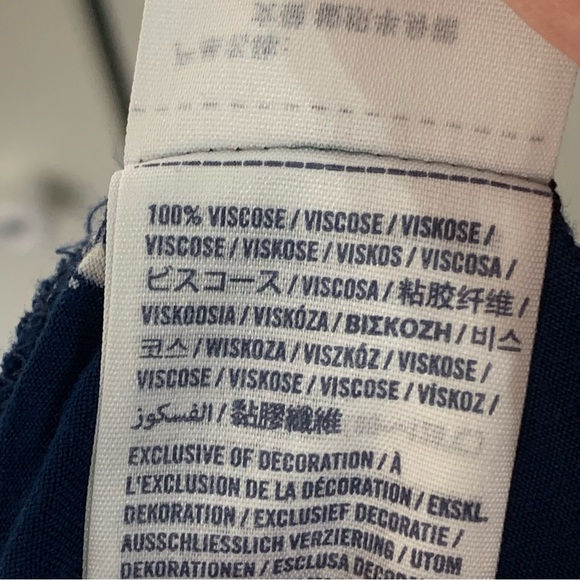 100% VISCOSE / VISCOSE / VISKOSE /
VISCOSE / VISKOSE / VISKOS / VISCOSA /
ビスコース / VISCOSA / 粘胶纤维 /
VISKOOSIA / VISKÓZA / ΒΙΣΚΟΖΗ / 비스
코스 / WISKOZA / VISZKÓZ / VISKOSE /
VISCOSE / VISKOSE / VISCOSE / VİSKOZ /
الفسكوز / 黏膠纖維
EXCLUSIVE OF DECORATION / À
L'EXCLUSION DE LA DÉCORATION / EKSKL.
DEKORATION / EXCLUSIEF DECORATIE /
AUSSCHLIESSLICH VERZIERUNG / UTOM
DEKORATIONEN / ESCLUSA